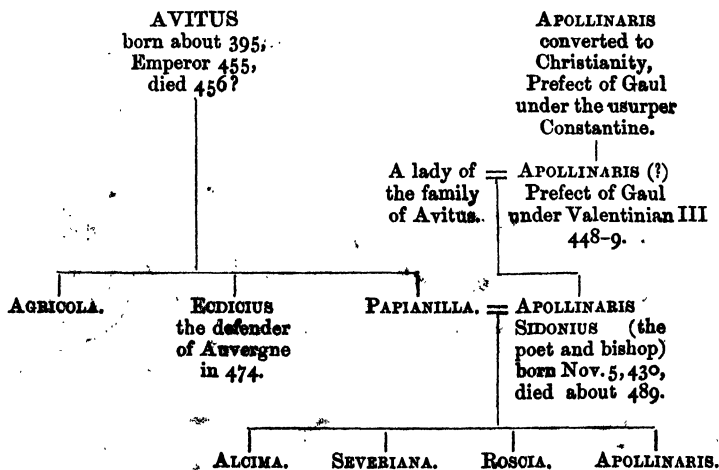 AVITUS
born about 395,
Emperor 455,
died 456?
APOLLINARIS
converted to
Christianity,
Prefect of Gaul
under the usurper
Constantine.
A lady of
the family
of Avitus.
=
APOLLINARIS (?)
Prefect of Gaul
under Valentinian III
448-9.
AGRICOLA.
ECDICIUS
the defender
of Auvergne
in 474.
PAPIANILLA.
=
APOLLINARIS
SIDONIUS (the
poet and bishop)
born Nov. 5, 430,
died about 489.
ALCIMA.
SEVERIANA.
ROSCIA.
APOLLINARIS.